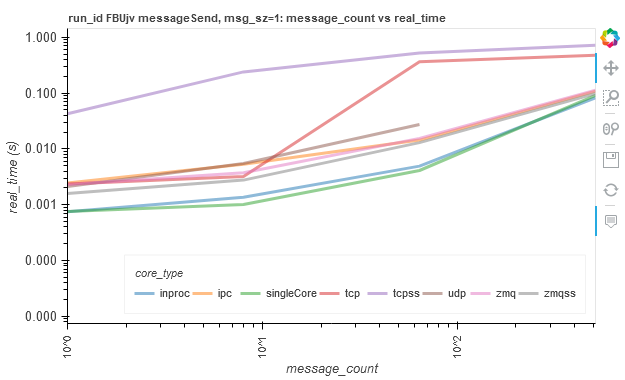 run_id FBUjv messageSend, msg_sz=1: message_count vs real_time
1.000
0.100
0.010
0.001
0.000
0.000
real_time (s)
core_type
inproc ipc singleCore tcp tcpss udp zmq zmqss
10^0 10^1 10^2
message_count